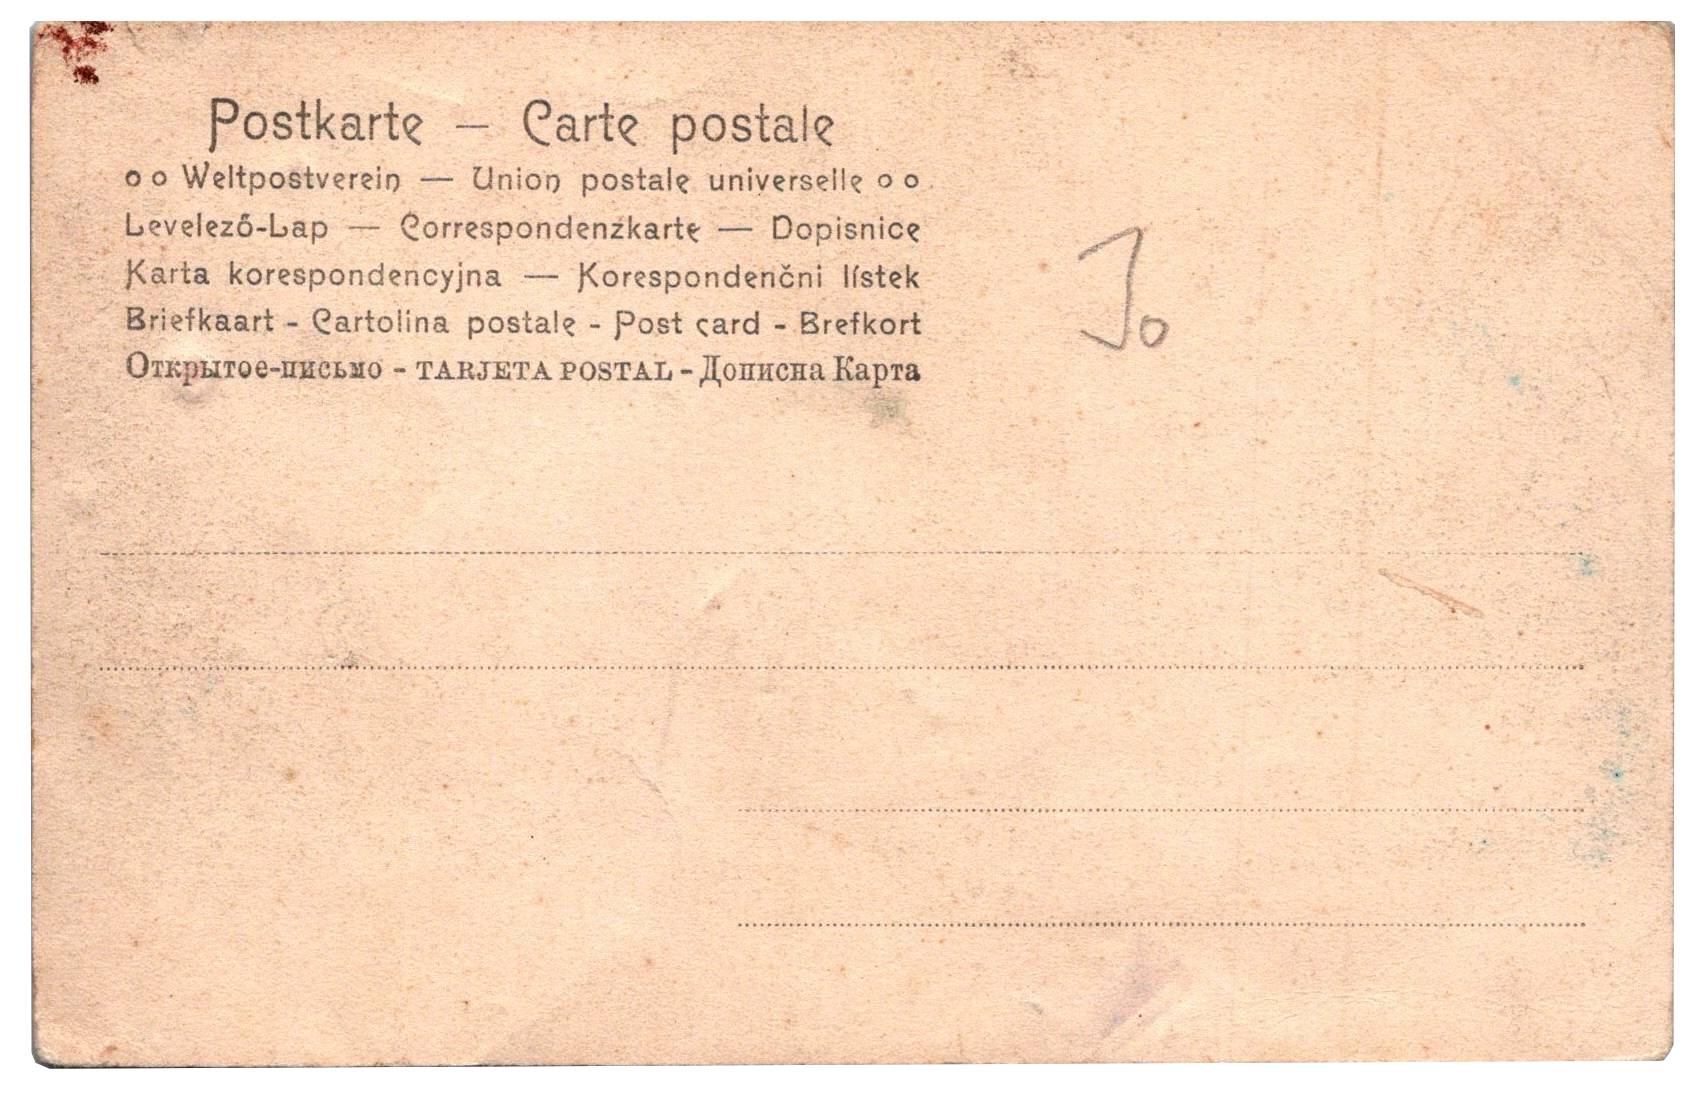 Postkarte — Carte postale
o o Weltpostverein — Union postale universelle o o
Levelező-Lap — Correspondenzkarte — Dopisnice
Karta korespondencyjna — Korespondenčni lístek
Briefkaart - Cartolina postale - Post card - Brefkort
Открытое-письмо - TARJETA POSTAL - Дописна Карта